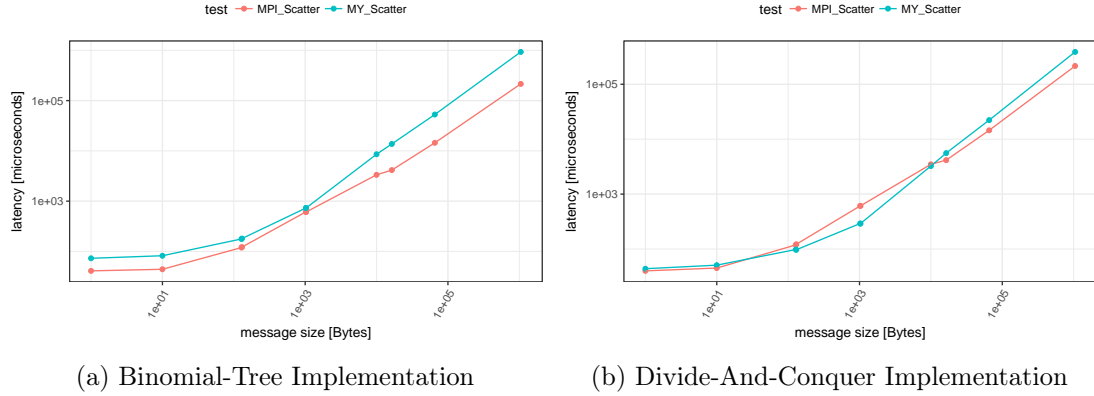 test MPI_Scatter MY_Scatter
1e+05
1e+03
latency [microseconds]
1e+01
1e+03
1e+05
message size [Bytes]
(a) Binomial-Tree Implementation
test MPI_Scatter MY_Scatter
1e+05
1e+03
latency [microseconds]
1e+01
1e+03
1e+05
message size [Bytes]
(b) Divide-And-Conquer Implementation